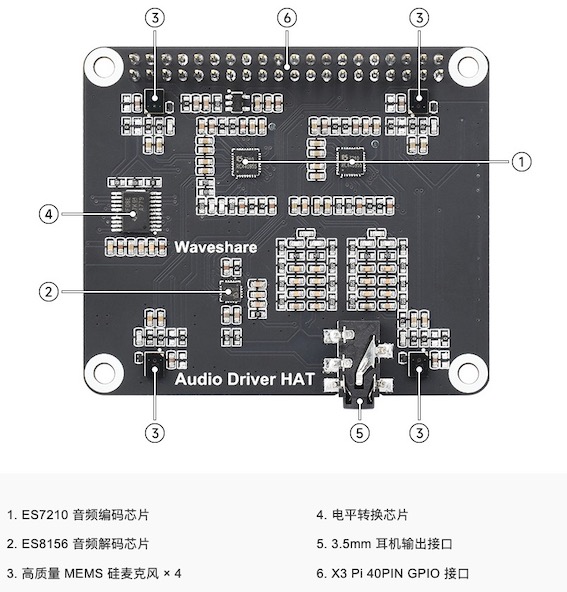 3
6
3
1
4
Waveshare
2
Audio Driver HAT
3
5
3
1. ES7210 音频编码芯片
2. ES8156 音频解码芯片
3. 高质量 MEMS 硅麦克风 × 4
4. 电平转换芯片
5. 3.5mm 耳机输出接口
6. X3 Pi 40PIN GPIO 接口